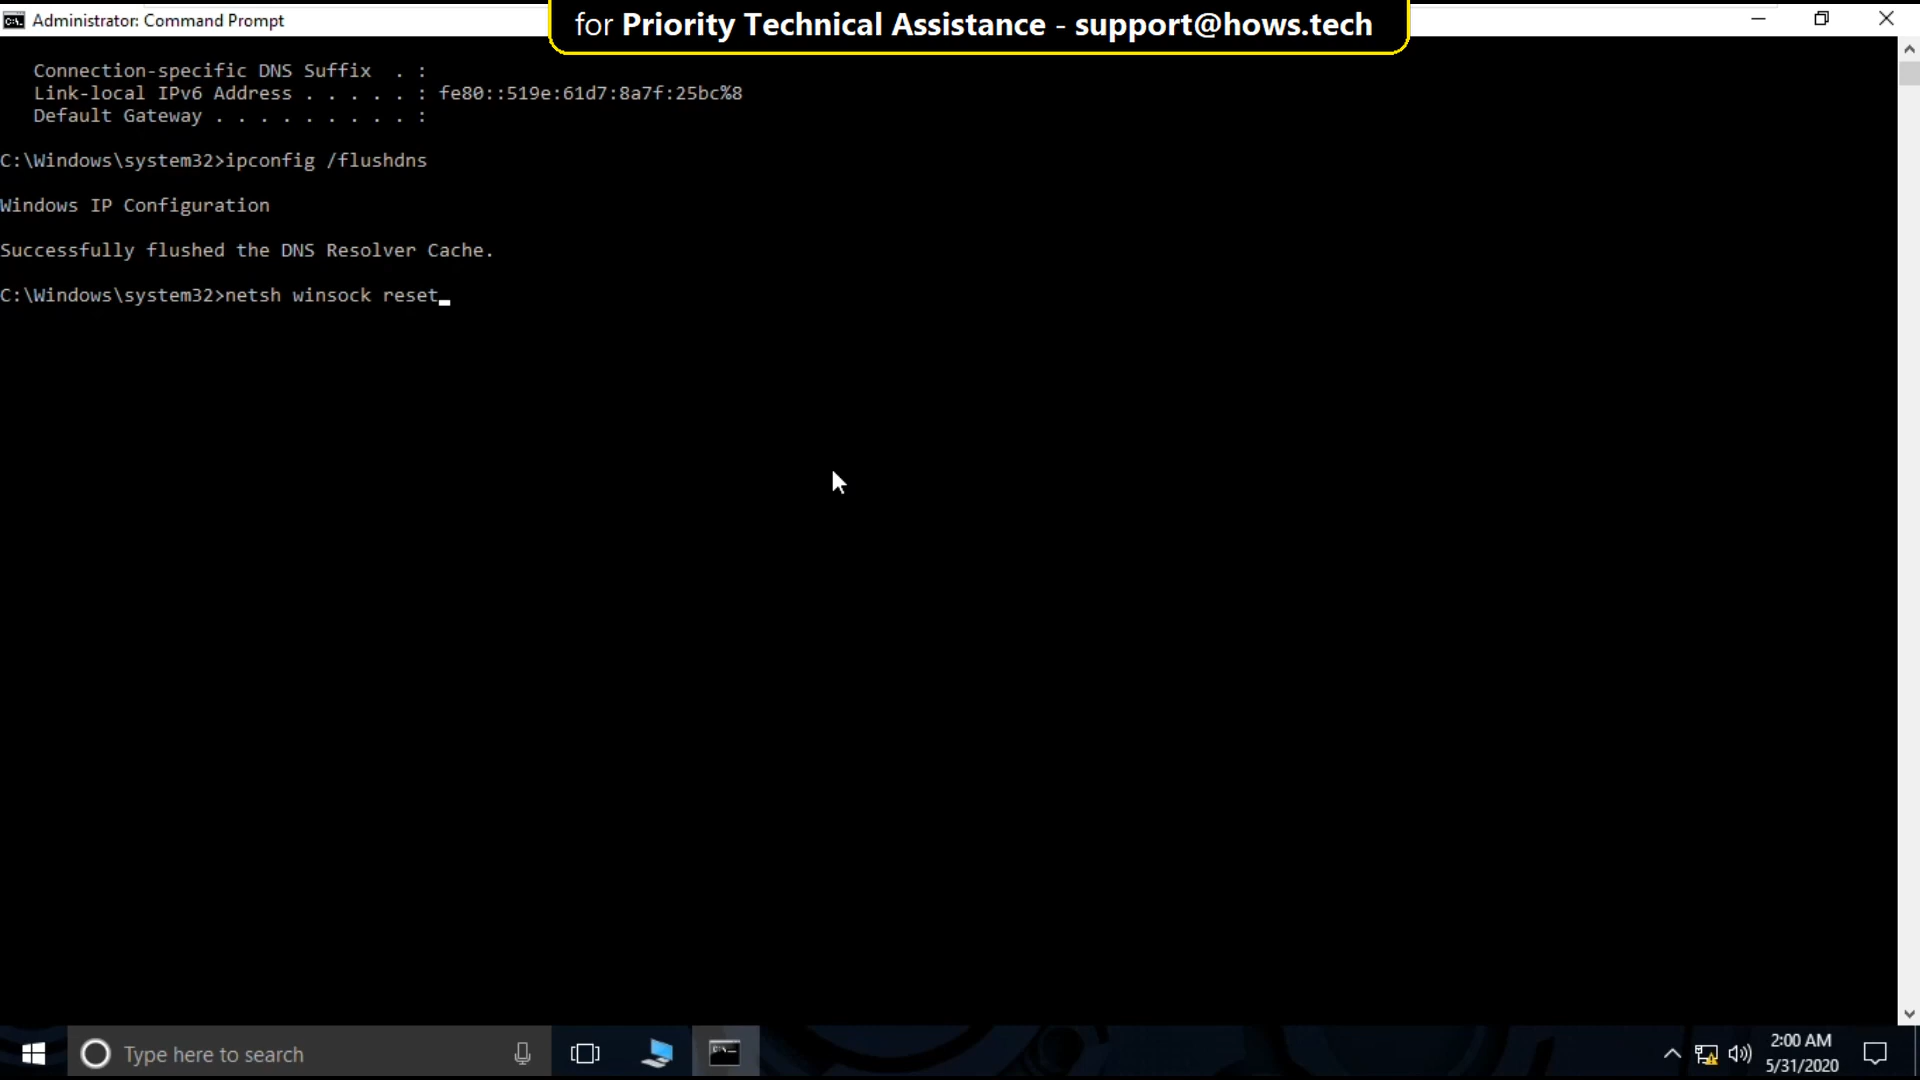 Administrator: Command Prompt
for Priority Technical Assistance - support@hows.tech
Connection-specific DNS Suffix . :
Link-local IPv6 Address . . . . . : fe80::519e:61d7:8a7f:25bc%8
Default Gateway . . . . . . . . . :
C:\Windows\system32>ipconfig /flushdns
Windows IP Configuration
Successfully flushed the DNS Resolver Cache.
C:\Windows\system32>netsh winsock reset_
Type here to search
2:00 AM
5/31/2020